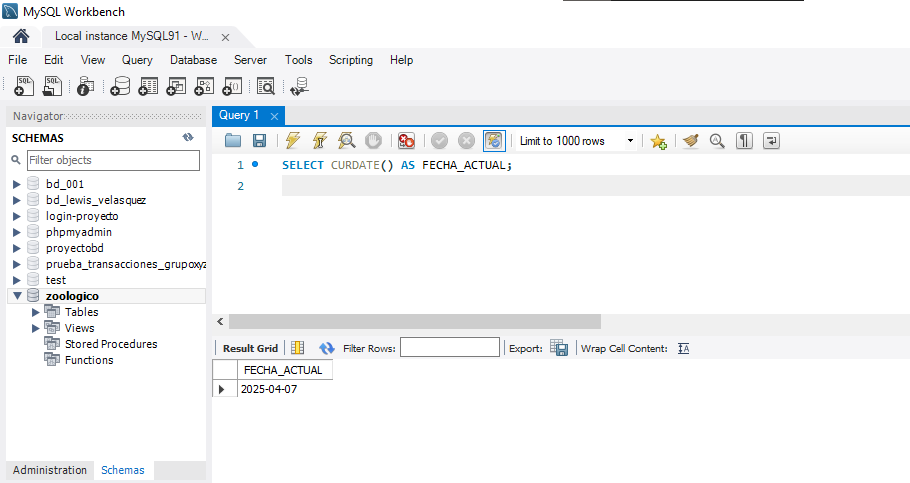 MySQL Workbench
Local instance MySQL91 - W...
File Edit View Query Database Server Tools Scripting Help
Navigator
SCHEMAS
Filter objects
bd_001
bd_lewis_velasquez
login-proyecto
phpmyadmin
proyectobd
prueba_transacciones_grupoxyz
test
zoologico
Tables
Views
Stored Procedures
Functions
Administration Schemas
Query 1
Limit to 1000 rows
1 SELECT CURDATE() AS FECHA_ACTUAL;
2
Result Grid Filter Rows: Export: Wrap Cell Content:
FECHA_ACTUAL
2025-04-07